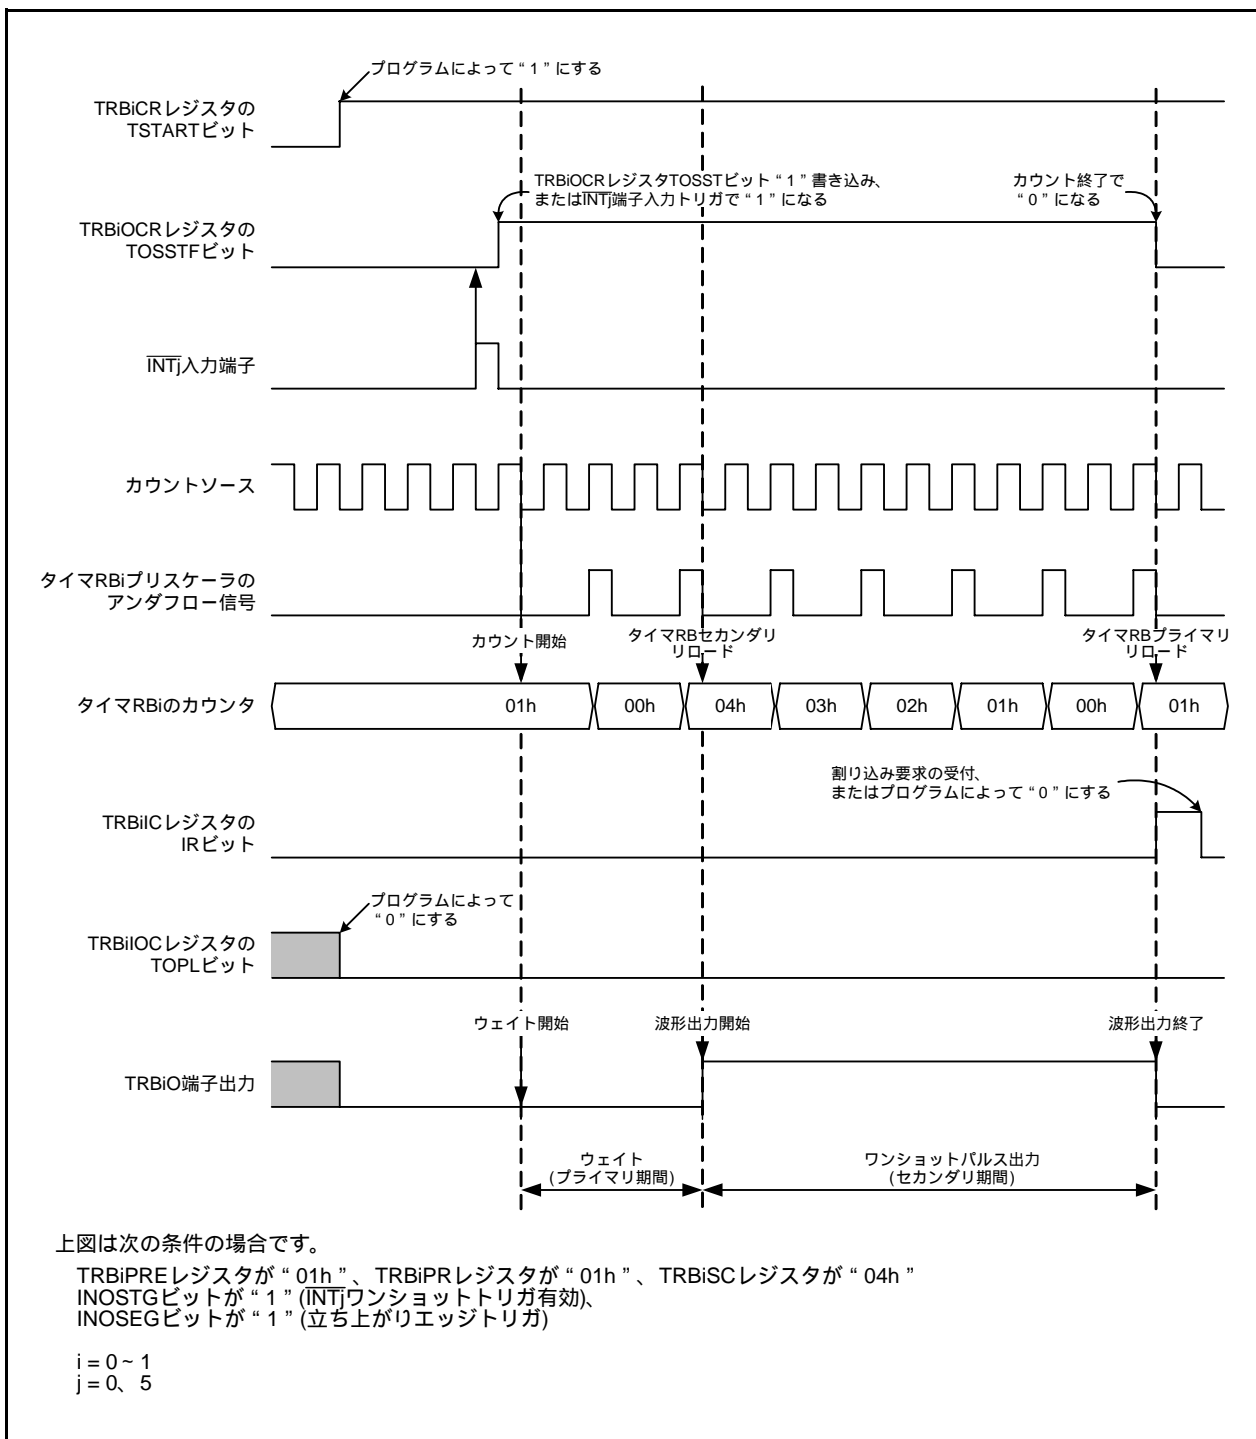 プログラムによって“1”にする
TRBiCRレジスタの
TSTARTビット
TRBiOCRレジスタTOSSTビット“1”書き込み、
またはINTj端子入力トリガで“1”になる
カウント終了で
“0”になる
TRBiOCRレジスタの
TOSSTFビット
INTj入力端子
カウントソース
タイマRBiプリスケーラの
アンダフロー信号
カウント開始
タイマRBセカンダリ
リロード
タイマRBプライマリ
リロード
タイマRBiのカウンタ
01h 00h 04h 03h 02h 01h 00h 01h
割り込み要求の受付、
またはプログラムによって“0”にする
TRBiICレジスタの
IRビット
プログラムによって
“0”にする
TRBiIOCレジスタの
TOPLビット
ウェイト開始
波形出力開始
波形出力終了
TRBiO端子出力
ウェイト
(プライマリ期間)
ワンショットパルス出力
(セカンダリ期間)
上図は次の条件の場合です。
TRBiPREレジスタが“01h”、TRBiPRレジスタが“01h”、TRBiSCレジスタが“04h”
INOSTGビットが“1”(INTjワンショットトリガ有効)、
INOSEGビットが“1”(立ち上がりエッジトリガ)
i = 0 ~ 1
j = 0、5